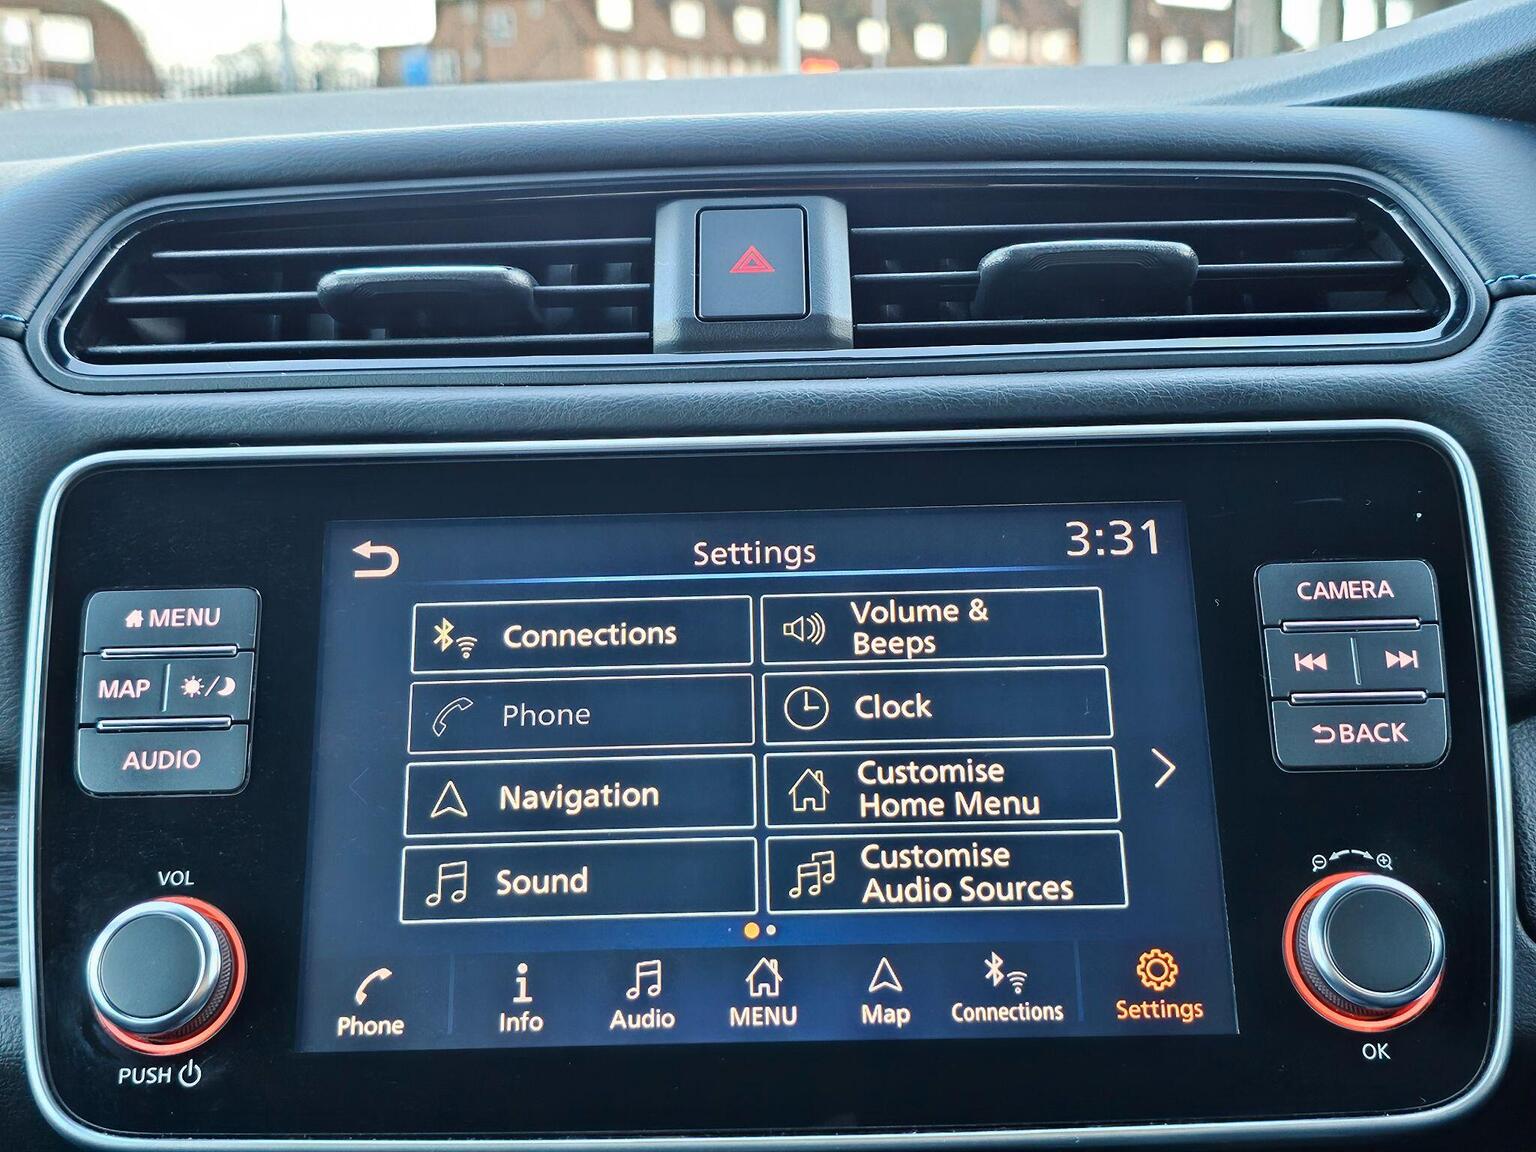 Settings
3:31
Connections
Volume &
Beeps
Phone
Clock
Navigation
Customise
Home Menu
Sound
Customise
Audio Sources
Phone
Info
Audio
MENU
Map
Connections
Settings
MENU
MAP
AUDIO
VOL
PUSH
CAMERA
BACK
OK